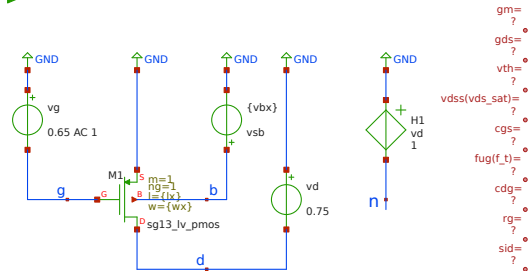 gm=
?
gds=
?
vth=
?
vdss(vds_sat)=
?
cgs=
?
fug(f_t)=
?
cdg=
?
rg=
?
sid=
?
GND
GND
GND
GND
GND
vg
0.65 AC 1
{vbx}
vsb
H1
vd
1
M1
S
m=1
ng=1
l={lx}
w={wx}
G
B
D
g
b
n
vd
0.75
sg13_lv_pmos
d